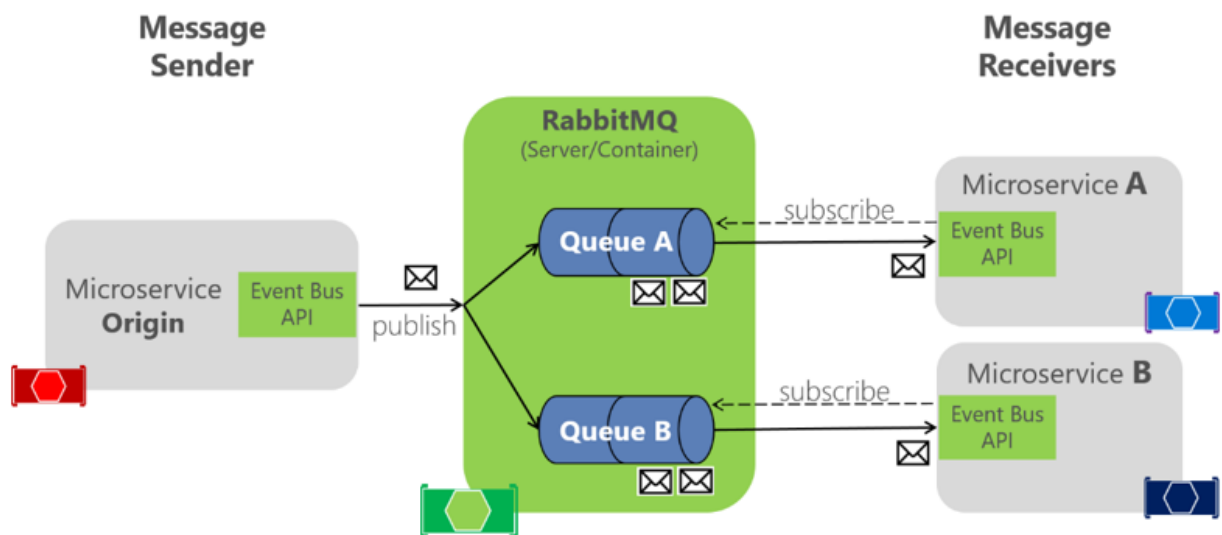 Message
Sender
Message
Receivers
RabbitMQ
(Server/Container)
Microservice
Origin
Event Bus
API
publish
Queue A
Queue B
subscribe
Microservice A
Event Bus
API
subscribe
Microservice B
Event Bus
API